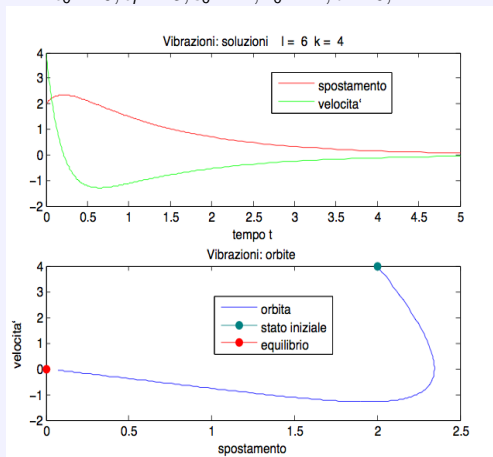 Vibrazioni: soluzioni l = 6 k = 4
4
3
2
1
0
−1
−2
spostamento
velocita'
0 0.5 1 1.5 2 2.5 3 3.5 4 4.5 5
tempo t
Vibrazioni: orbite
4
3
2
1
0
−1
−2
velocita'
orbita
stato iniziale
equilibrio
0 0.5 1 1.5 2 2.5
spostamento